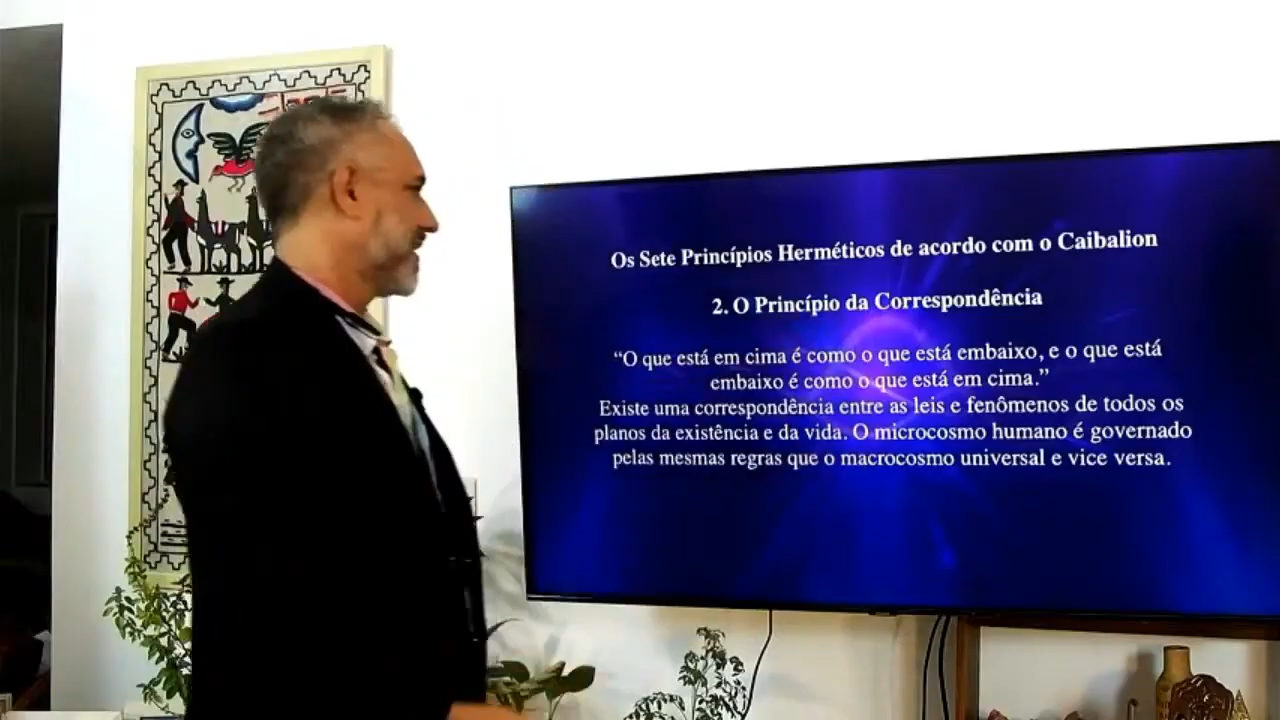 Os Sete Princípios Herméticos de acordo com o Caibalion
2. O Princípio da Correspondência
“O que está em cima é como o que está embaixo, e o que está
embaixo é como o que está em cima.”
Existe uma correspondência entre as leis e fenômenos de todos os
planos da existência e da vida. O microcosmo humano é governado
pelas mesmas regras que o macrocosmo universal e vice versa.